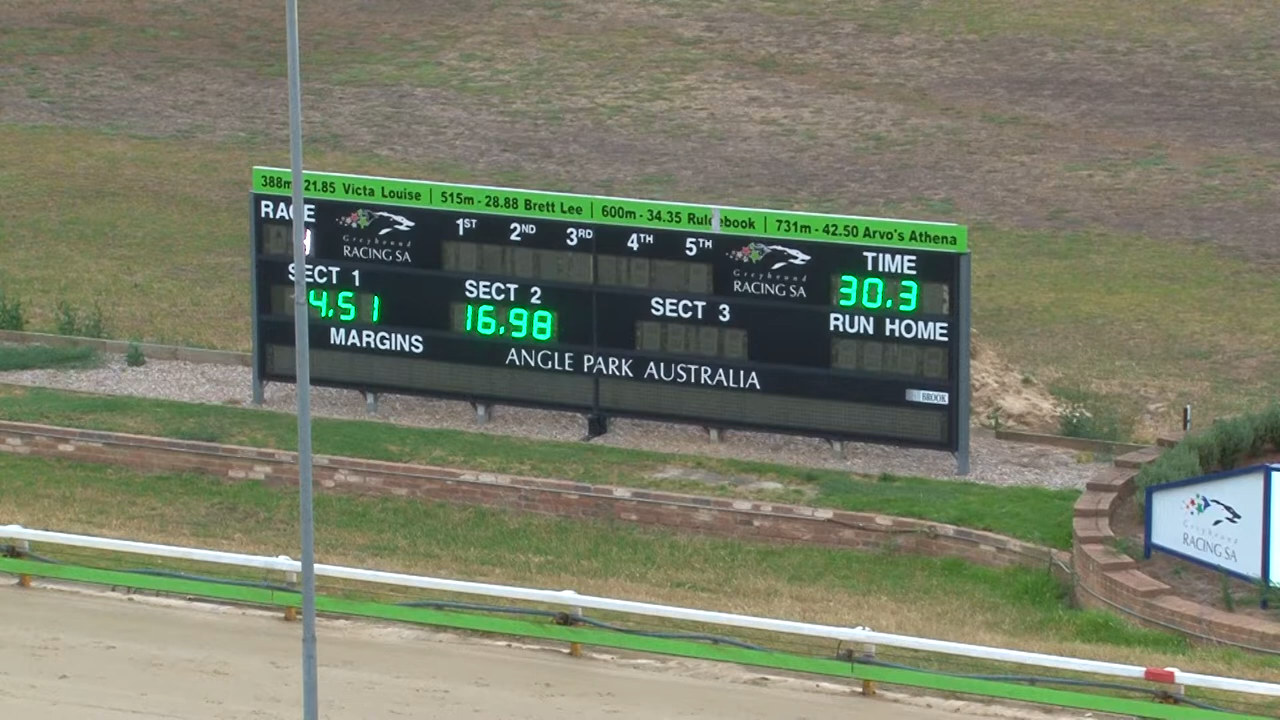 388m - 21.85 Victa Louise | 515m - 28.88 Brett Lee | 600m - 34.35 Rulebook | 731m - 42.50 Arvo's Athena
RACE
Greyhound
RACING SA
1ST 2ND 3RD 4TH 5TH
Greyhound
RACING SA
TIME
30.3
SECT 1
4.51
SECT 2
16.98
SECT 3
RUN HOME
MARGINS
ANGLE PARK AUSTRALIA
BROOK
Greyhound
RACING SA